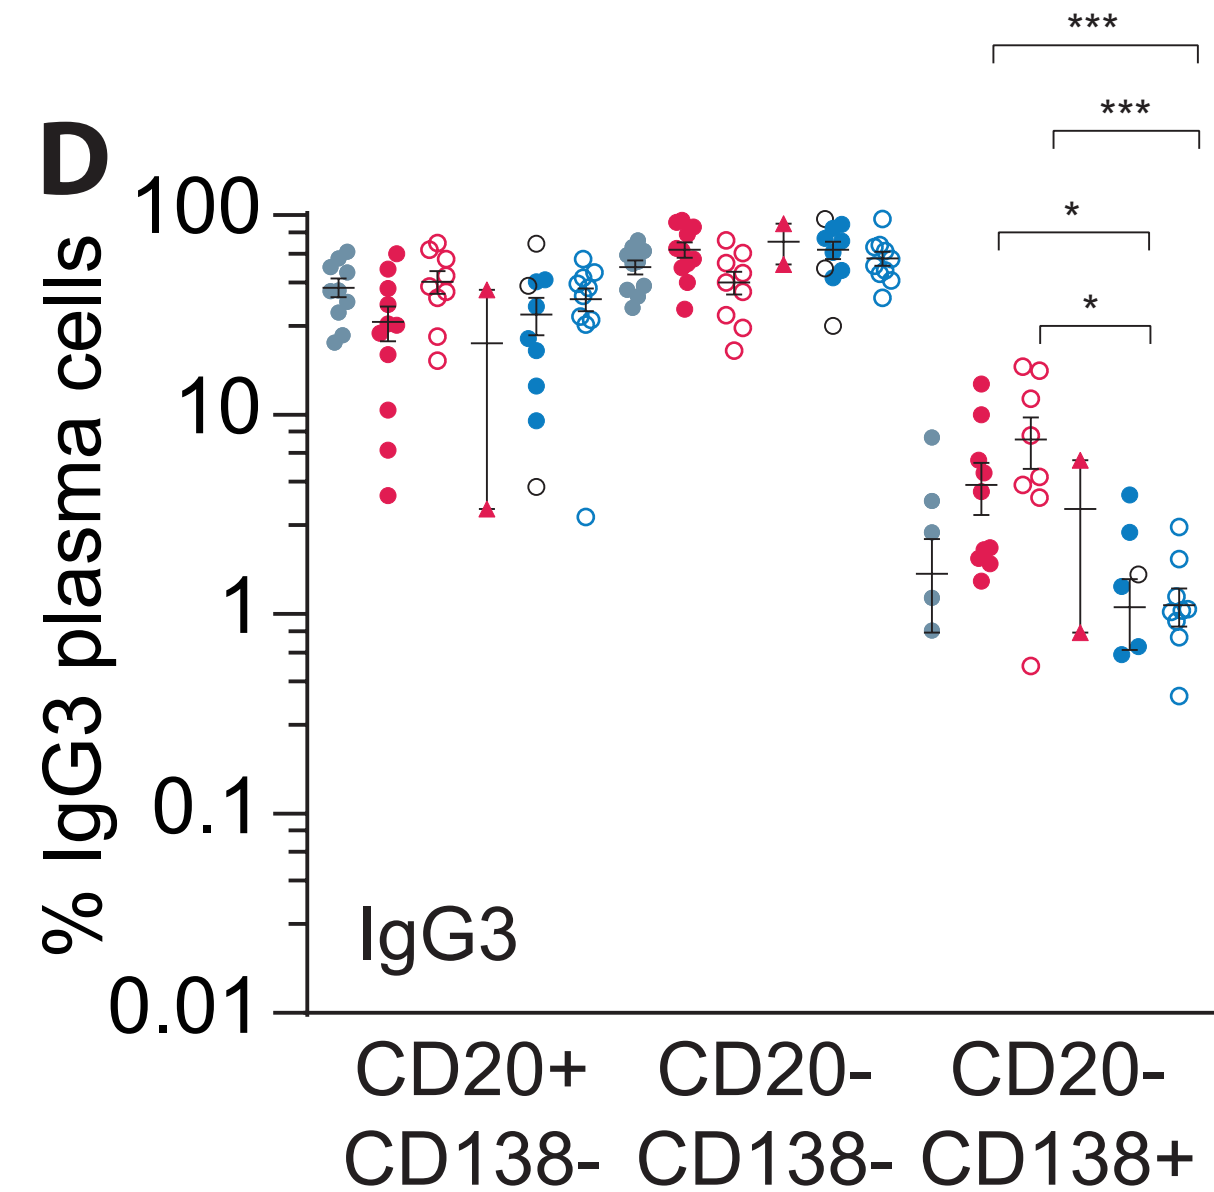 ***
***
*
*
D
% IgG3 plasma cells
100
10
1
0.1
0.01
IgG3
CD20+ CD20- CD20-
CD138- CD138- CD138+